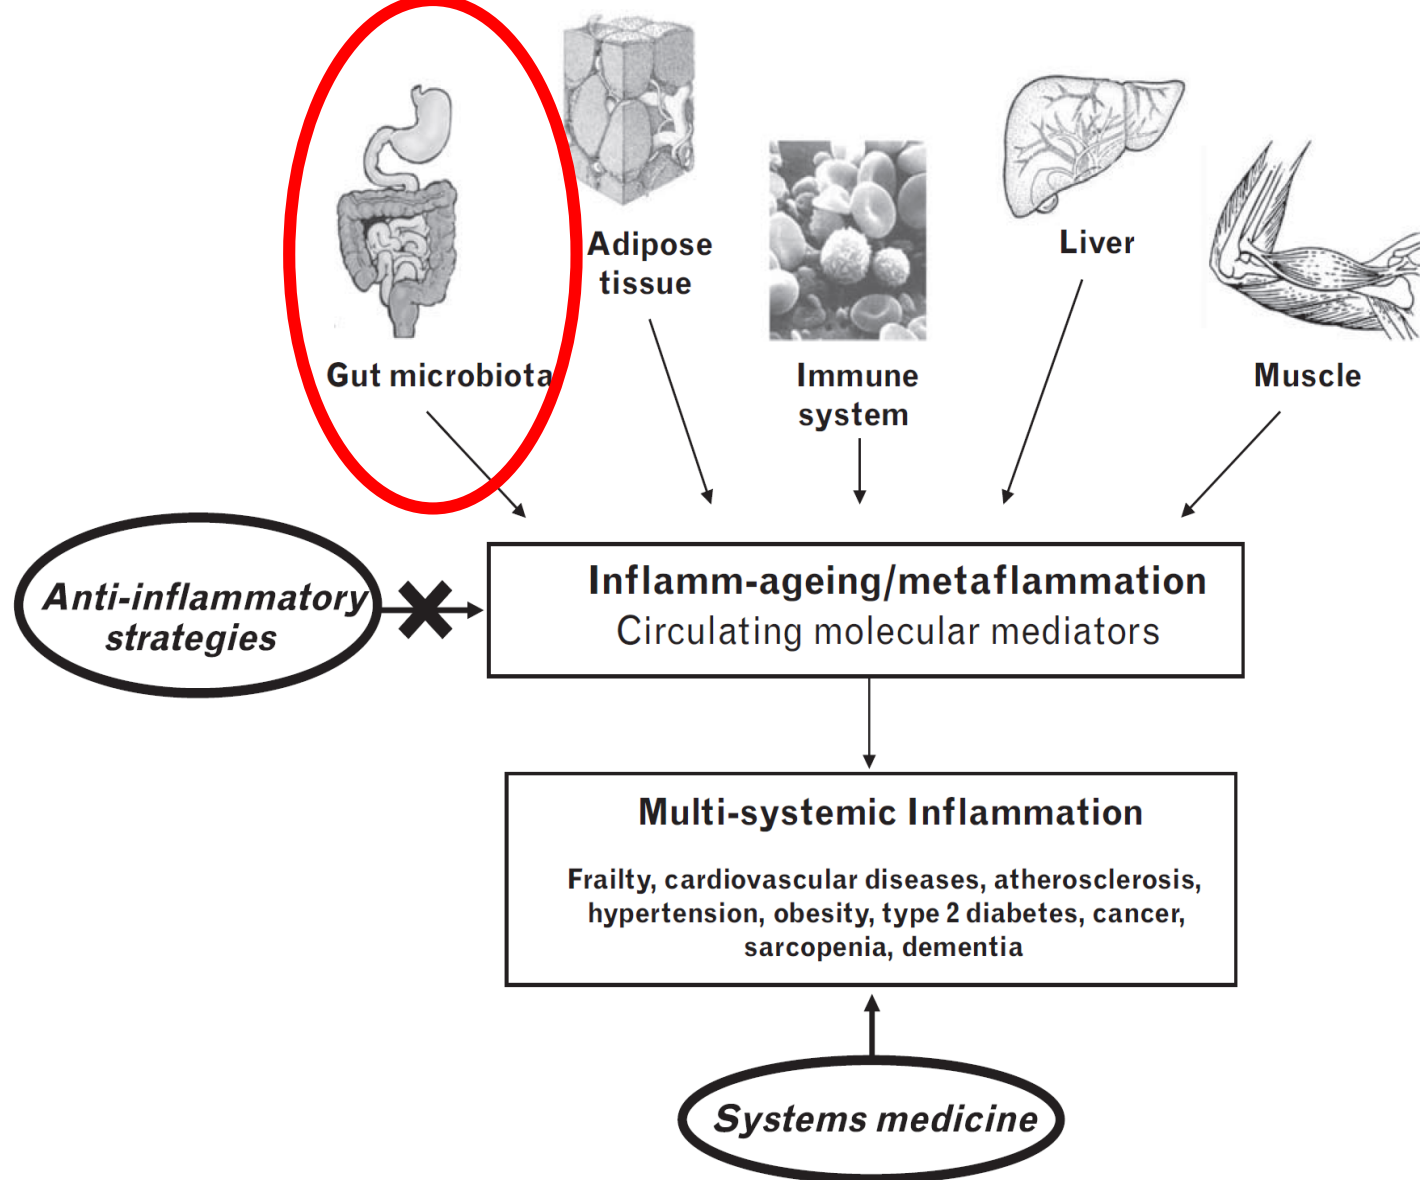 Gut microbiota
Adipose
tissue
Immune
system
Liver
Muscle
Anti-inflammatory
strategies
Inflamm-ageing/metaflammation
Circulating molecular mediators
Multi-systemic Inflammation
Frailty, cardiovascular diseases, atherosclerosis,
hypertension, obesity, type 2 diabetes, cancer,
sarcopenia, dementia
Systems medicine